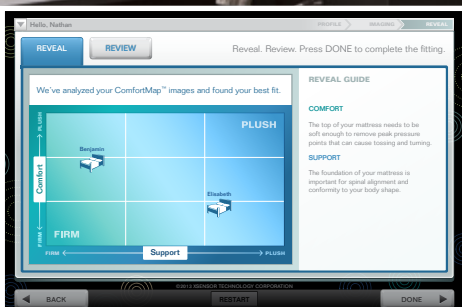 Hello, Nathan
PROFILE
IMAGING
REVEAL
REVEAL
REVIEW
Reveal. Review. Press DONE to complete the fitting.
We've analyzed your ComfortMap™ images and found your best fit.
PLUSH
PLUSH
Benjamin
Comfort
Elisabeth
FIRM
FIRM
FIRM
Support
PLUSH
REVEAL GUIDE
COMFORT
The top of your mattress needs to be
soft enough to remove peak pressure
points that can cause tossing and turning.
SUPPORT
The foundation of your mattress is
important for spinal alignment and
conformity to your body shape.
©2013 XSENSOR TECHNOLOGY CORPORATION
BACK
RESTART
DONE